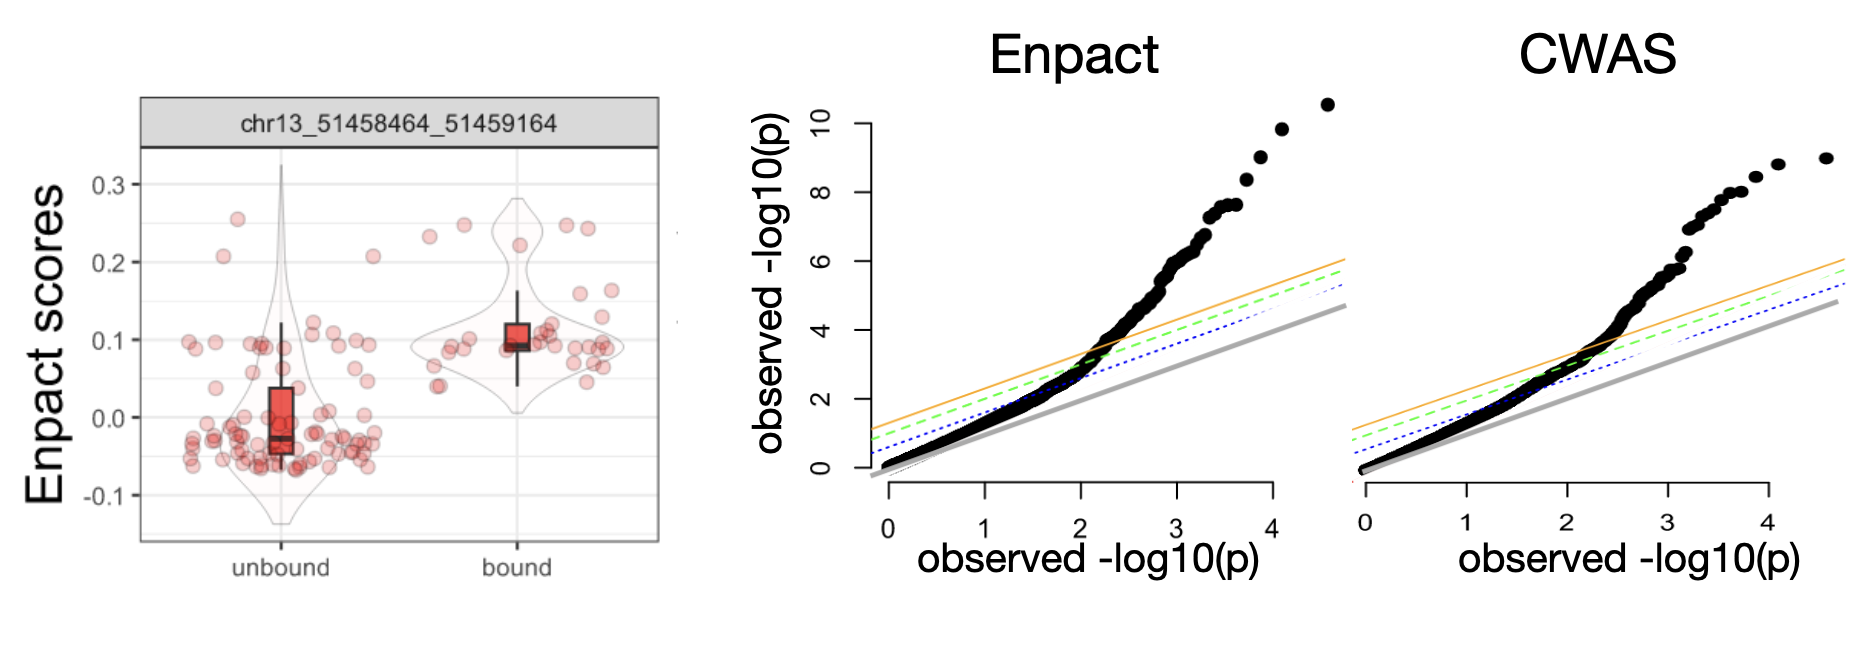 chr13_51458464_51459164
Enpact scores
0.3
0.2
0.1
0.0
-0.1
unbound
bound
Enpact
observed -log10(p)
10
8
6
4
2
0
0 1 2 3 4
observed -log10(p)
CWAS
0 1 2 3 4
observed -log10(p)